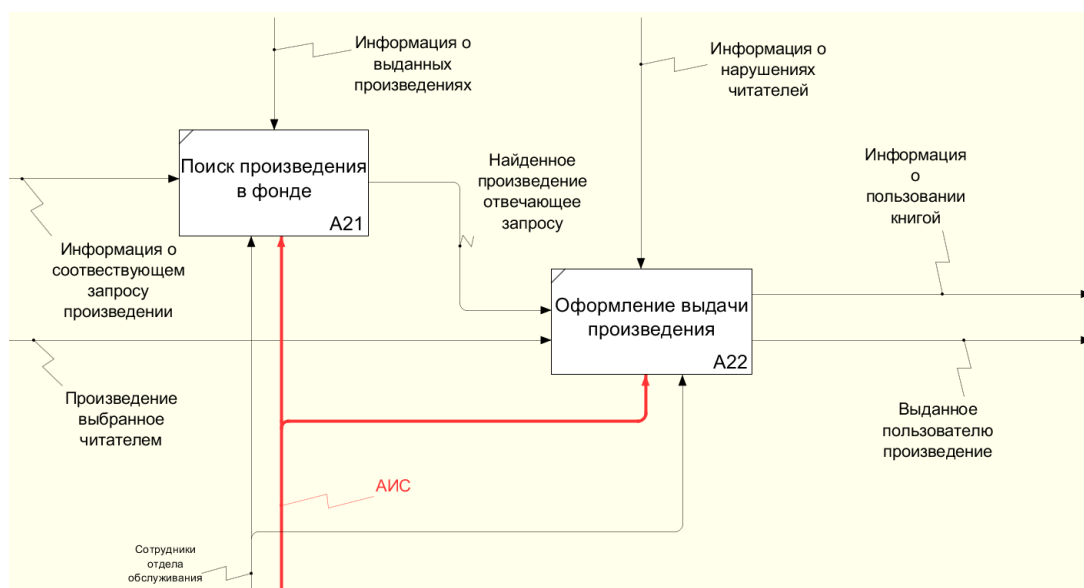 Информация о
выданных
произведениях
Информация о
нарушениях
читателей
Поиск произведения
в фонде
A21
Найденное
произведение
отвечающее
запросу
Информация
о
пользовании
книгой
Информация о
соотвествующем
запросу
произведении
Оформление выдачи
произведения
A22
Произведение
выбранное
читателем
Выданное
пользователю
произведение
АИС
Сотрудники
отдела
обслуживания